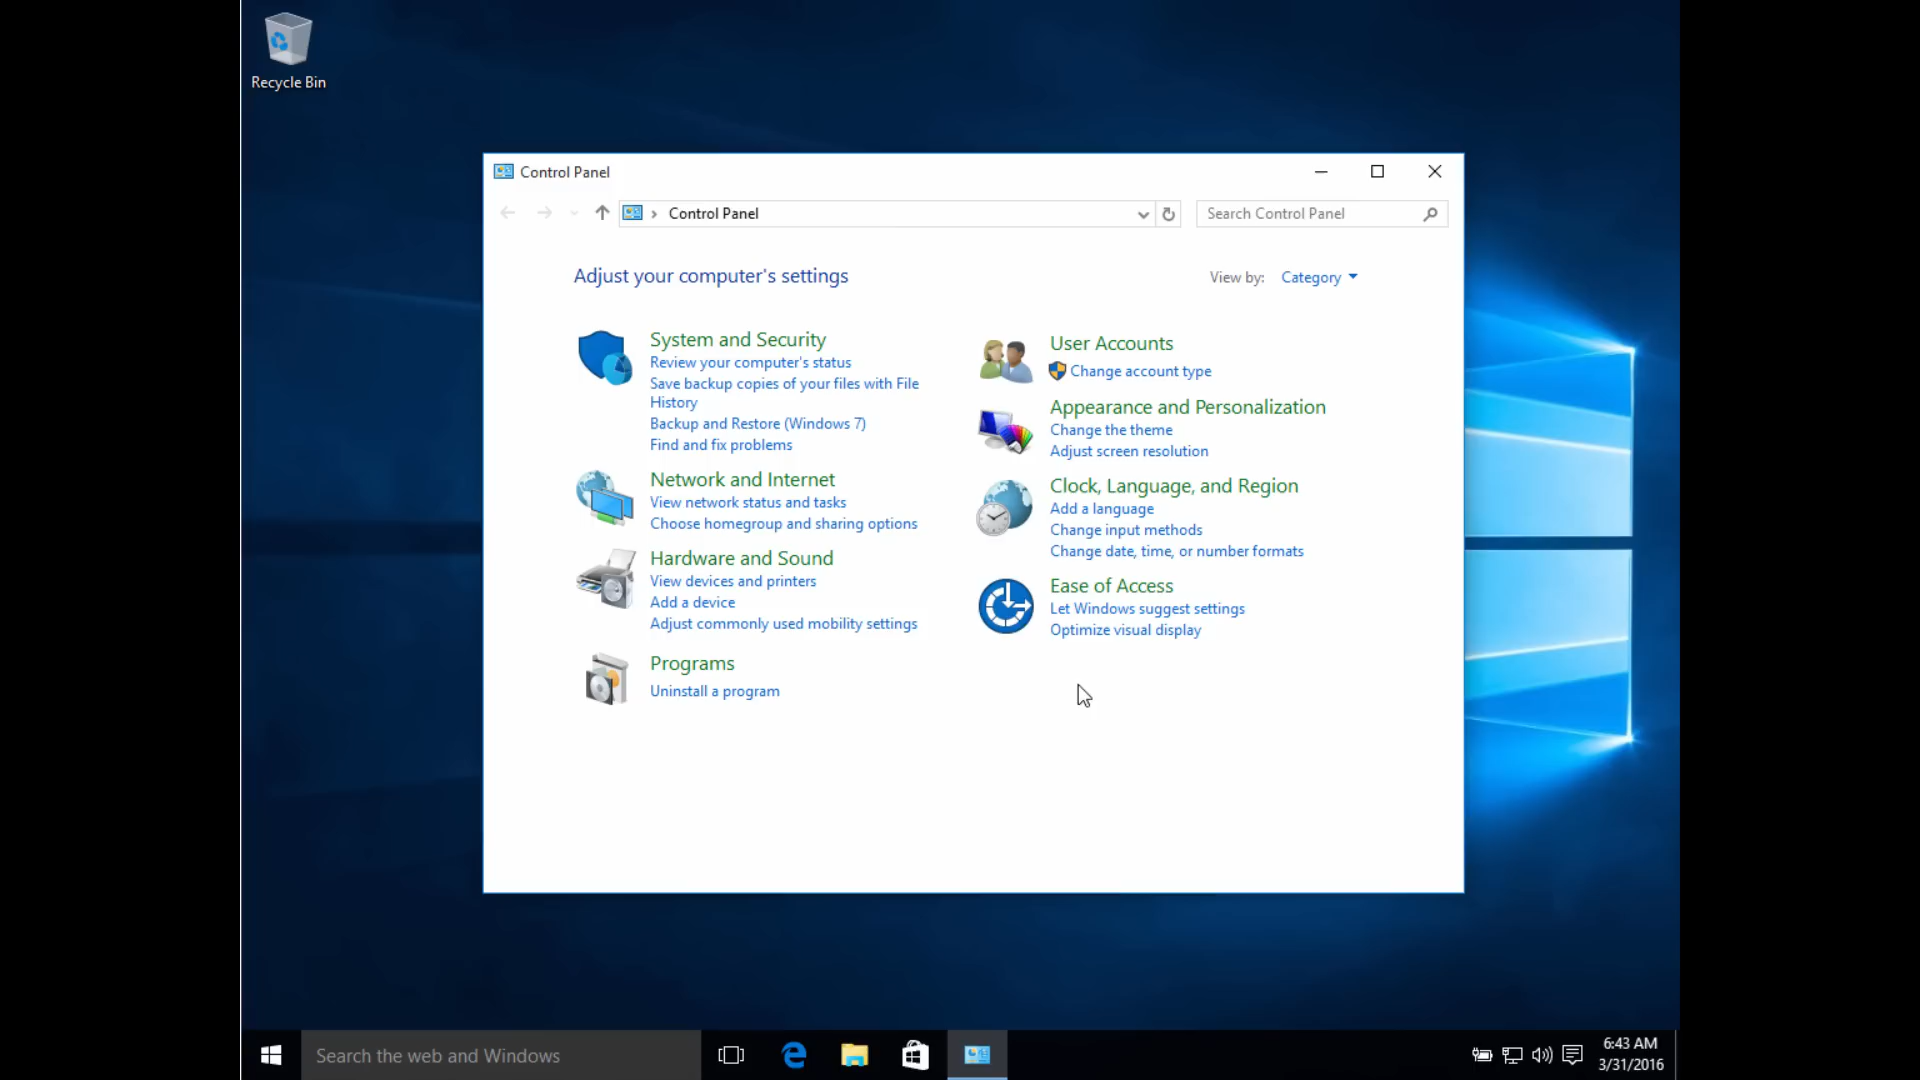 Recycle Bin
Control Panel
Control Panel
Search Control Panel
Adjust your computer's settings
View by: Category
System and Security
Review your computer's status
Save backup copies of your files with File
History
Backup and Restore (Windows 7)
Find and fix problems
Network and Internet
View network status and tasks
Choose homegroup and sharing options
Hardware and Sound
View devices and printers
Add a device
Adjust commonly used mobility settings
Programs
Uninstall a program
User Accounts
Change account type
Appearance and Personalization
Change the theme
Adjust screen resolution
Clock, Language, and Region
Add a language
Change input methods
Change date, time, or number formats
Ease of Access
Let Windows suggest settings
Optimize visual display
Search the web and Windows
6:43 AM
3/31/2016